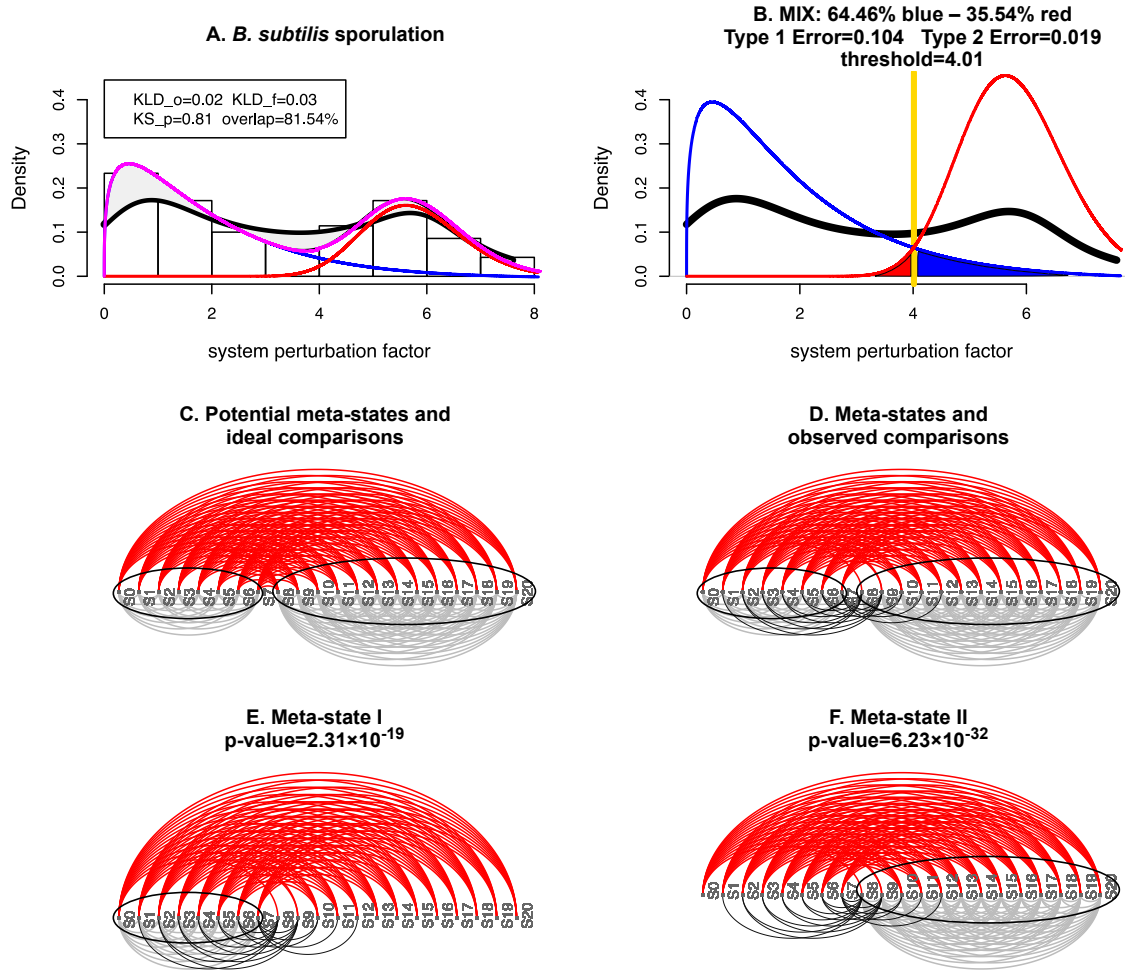 A. B. subtilis sporulation
KLD_o=0.02 KLD_f=0.03
KS_p=0.81 overlap=81.54%
Density
0.0 0.1 0.2 0.3 0.4
0 2 4 6 8
system perturbation factor
B. MIX: 64.46% blue – 35.54% red
Type 1 Error=0.104 Type 2 Error=0.019
threshold=4.01
Density
0.0 0.1 0.2 0.3 0.4
0 2 4 6
system perturbation factor
C. Potential meta-states and
ideal comparisons
S0 S1 S2 S3 S4 S5 S6 S7 S8 S9 S10 S11 S12 S13 S14 S15 S16 S17 S18 S19 S20
D. Meta-states and
observed comparisons
S0 S1 S2 S3 S4 S5 S6 S7 S8 S9 S10 S11 S12 S13 S14 S15 S16 S17 S18 S19 S20
E. Meta-state I
p-value=2.31×10⁻¹⁹
S0 S1 S2 S3 S4 S5 S6 S7 S8 S9 S10 S11 S12 S13 S14 S15 S16 S17 S18 S19 S20
F. Meta-state II
p-value=6.23×10⁻³²
S0 S1 S2 S3 S4 S5 S6 S7 S8 S9 S10 S11 S12 S13 S14 S15 S16 S17 S18 S19 S20